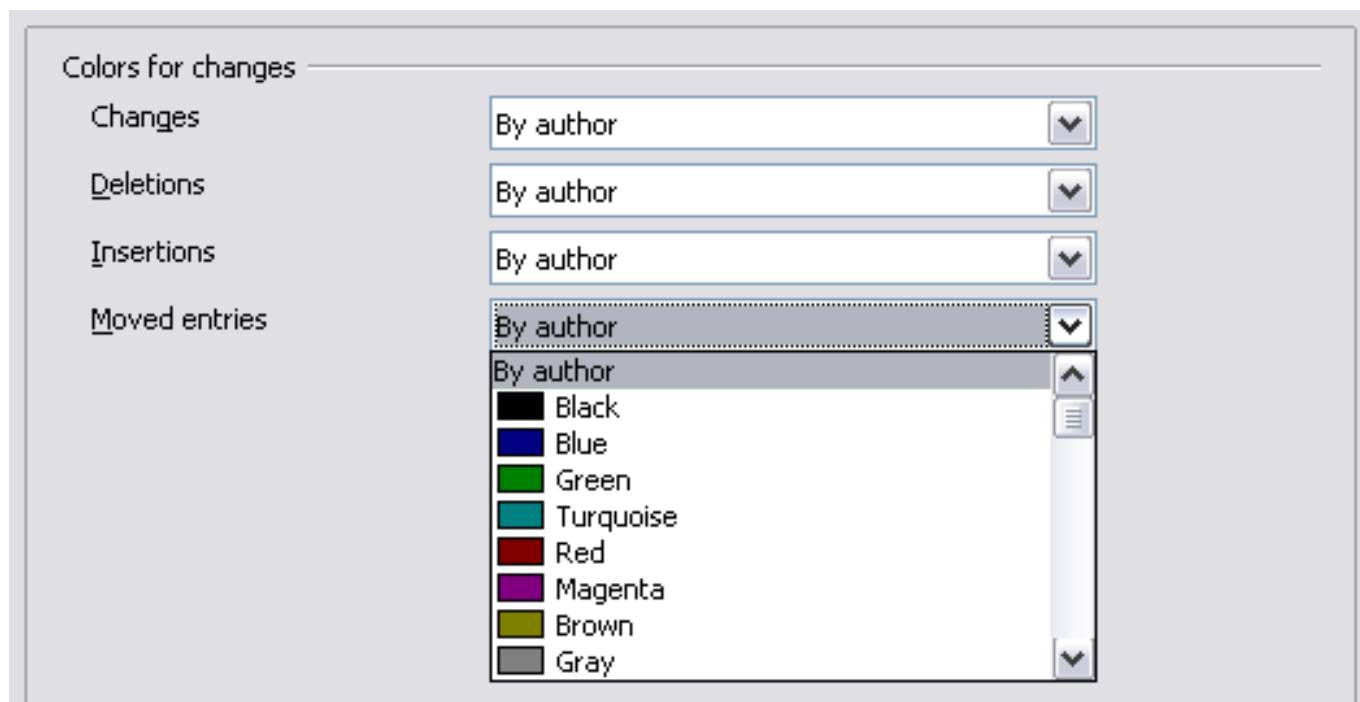 Colors for changes
Changes By author
Deletions By author
Insertions By author
Moved entries By author
By author
Black
Blue
Green
Turquoise
Red
Magenta
Brown
Gray